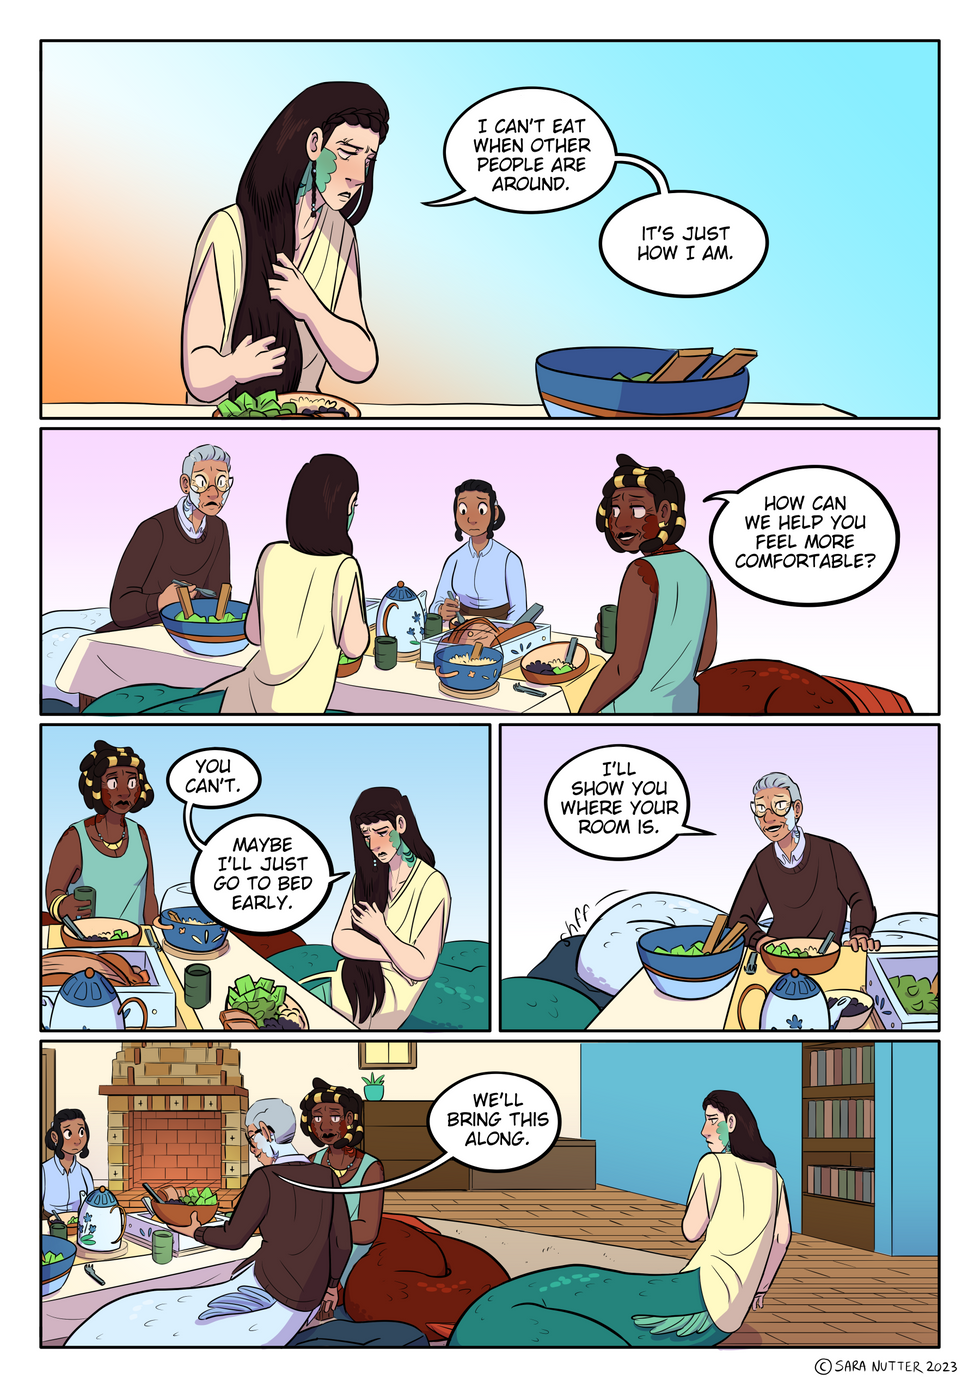 I CAN'T EAT
WHEN OTHER
PEOPLE ARE
AROUND.
IT'S JUST
HOW I AM.
HOW CAN
WE HELP YOU
FEEL MORE
COMFORTABLE?
YOU
CAN'T.
MAYBE
I'LL JUST
GO TO BED
EARLY.
I'LL
SHOW YOU
WHERE YOUR
ROOM IS.
shff
WE'LL
BRING THIS
ALONG.
© SARA NUTTER 2023